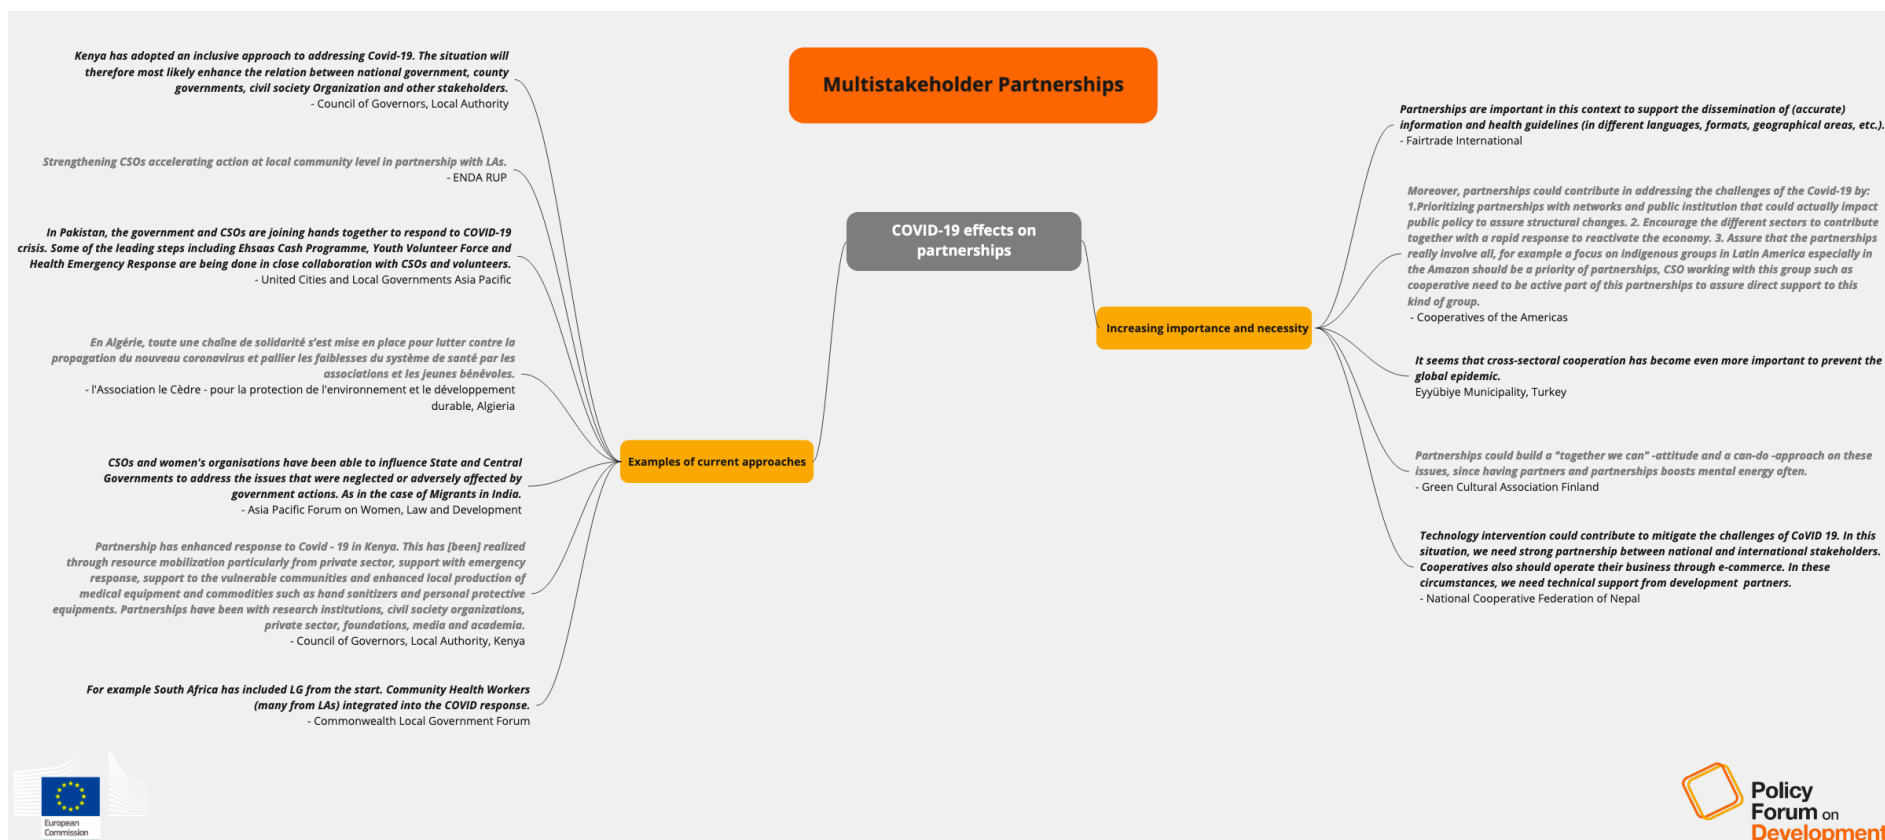 Multistakeholder Partnerships
COVID-19 effects on
partnerships
Examples of current approaches
Kenya has adopted an inclusive approach to addressing Covid-19. The situation will
therefore most likely enhance the relation between national government, county
governments, civil society Organization and other stakeholders.
- Council of Governors, Local Authority
Strengthening CSOs accelerating action at local community level in partnership with LAs.
- ENDA RUP
In Pakistan, the government and CSOs are joining hands together to respond to COVID-19
crisis. Some of the leading steps including Ehsaas Cash Programme, Youth Volunteer Force and
Health Emergency Response are being done in close collaboration with CSOs and volunteers.
- United Cities and Local Governments Asia Pacific
En Algérie, toute une chaîne de solidarité s'est mise en place pour lutter contre la
propagation du nouveau coronavirus et pallier les faiblesses du système de santé par les
associations et les jeunes bénévoles.
- l'Association le Cèdre - pour la protection de l'environnement et le développement
durable, Algieria
CSOs and women's organisations have been able to influence State and Central
Governments to address the issues that were neglected or adversely affected by
government actions. As in the case of Migrants in India.
- Asia Pacific Forum on Women, Law and Development
Partnership has enhanced response to Covid - 19 in Kenya. This has [been] realized
through resource mobilization particularly from private sector, support with emergency
response, support to the vulnerable communities and enhanced local production of
medical equipment and commodities such as hand sanitizers and personal protective
equipments. Partnerships have been with research institutions, civil society organizations,
private sector, foundations, media and academia.
- Council of Governors, Local Authority, Kenya
For example South Africa has included LG from the start. Community Health Workers
(many from LAs) integrated into the COVID response.
- Commonwealth Local Government Forum
Increasing importance and necessity
Partnerships are important in this context to support the dissemination of (accurate)
information and health guidelines (in different languages, formats, geographical areas, etc.).
- Fairtrade International
Moreover, partnerships could contribute in addressing the challenges of the Covid-19 by:
1.Prioritizing partnerships with networks and public institution that could actually impact
public policy to assure structural changes. 2. Encourage the different sectors to contribute
together with a rapid response to reactivate the economy. 3. Assure that the partnerships
really involve all, for example a focus on indigenous groups in Latin America especially in
the Amazon should be a priority of partnerships, CSO working with this group such as
cooperative need to be active part of this partnerships to assure direct support to this
kind of group.
- Cooperatives of the Americas
It seems that cross-sectoral cooperation has become even more important to prevent the
global epidemic.
Eyyübiye Municipality, Turkey
Partnerships could build a "together we can" -attitude and a can-do -approach on these
issues, since having partners and partnerships boosts mental energy often.
- Green Cultural Association Finland
Technology intervention could contribute to mitigate the challenges of CoVID 19. In this
situation, we need strong partnership between national and international stakeholders.
Cooperatives also should operate their business through e-commerce. In these
circumstances, we need technical support from development partners.
- National Cooperative Federation of Nepal
European
Commission
Policy
Forum on
Development